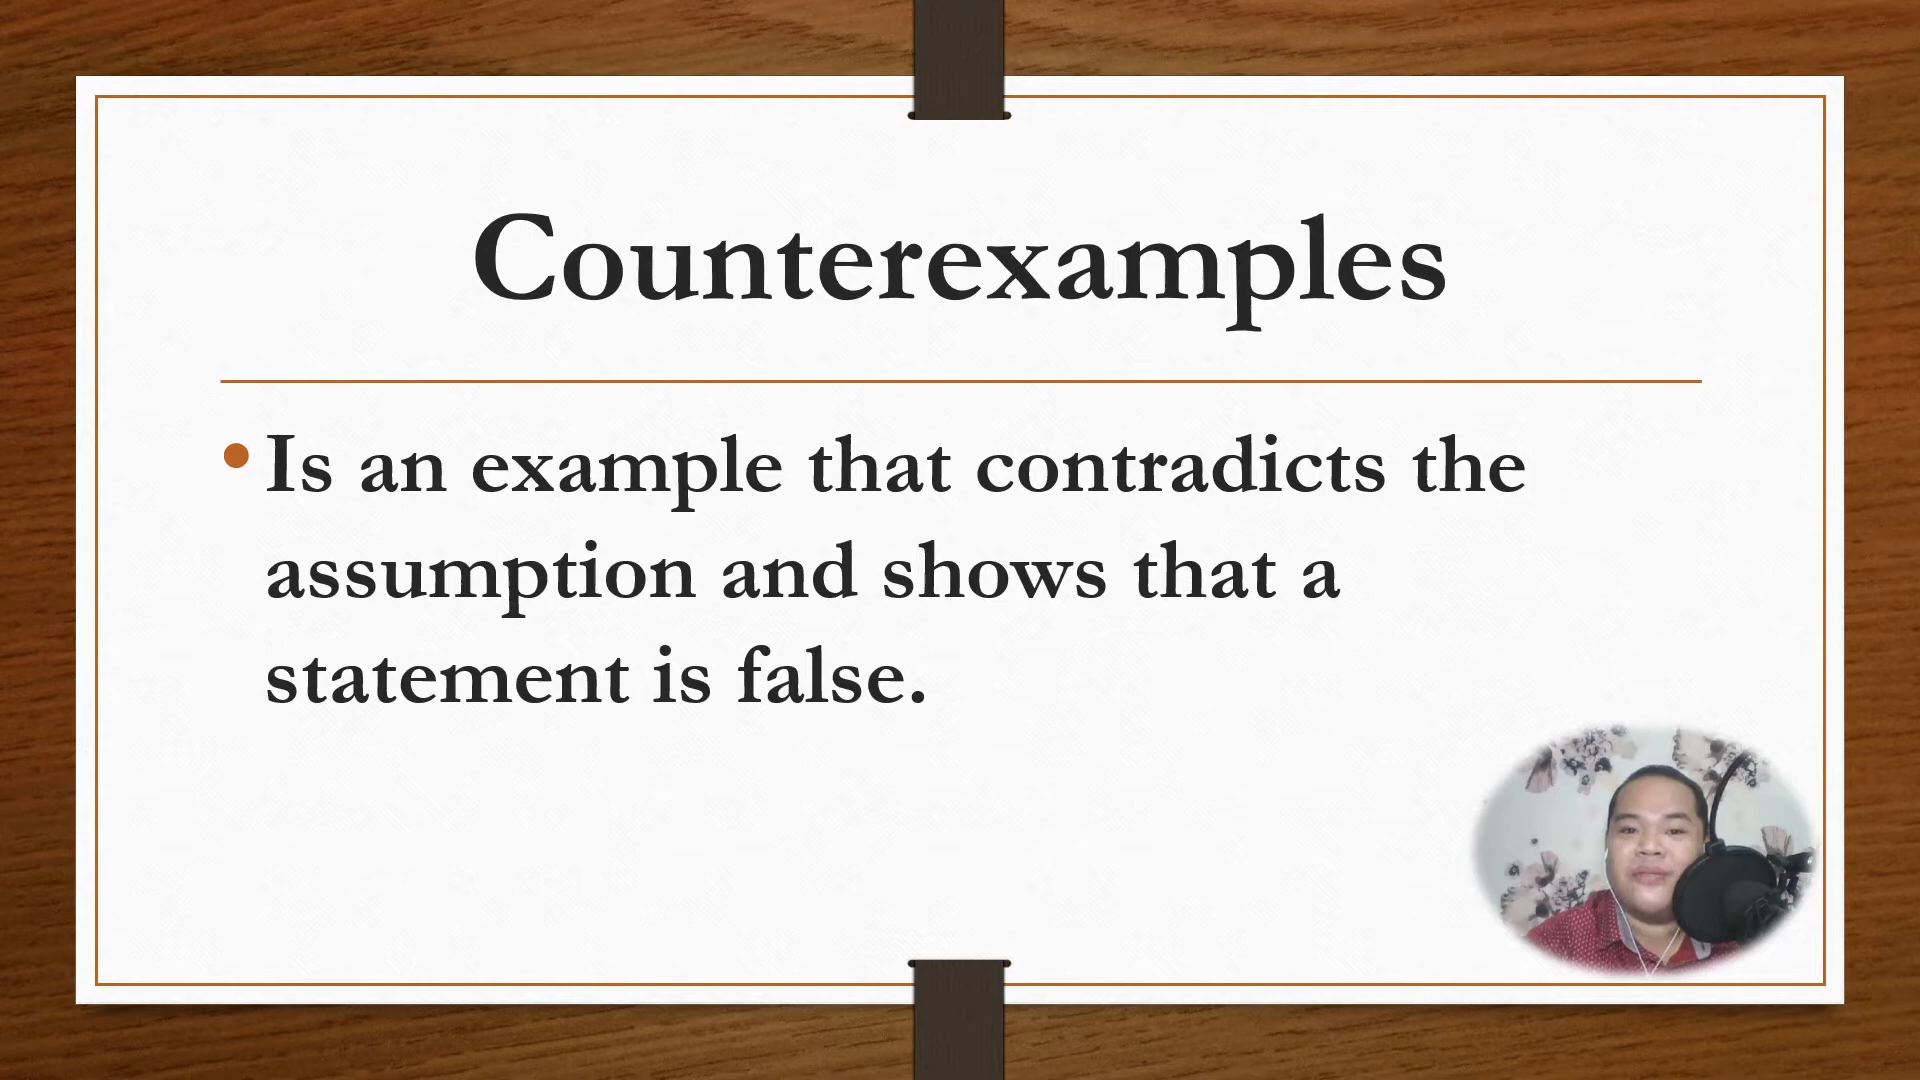 Counterexamples
• Is an example that contradicts the
assumption and shows that a
statement is false.